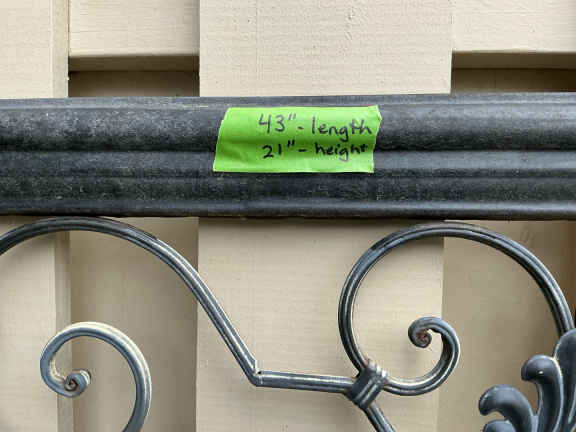 43"- length
21"- height